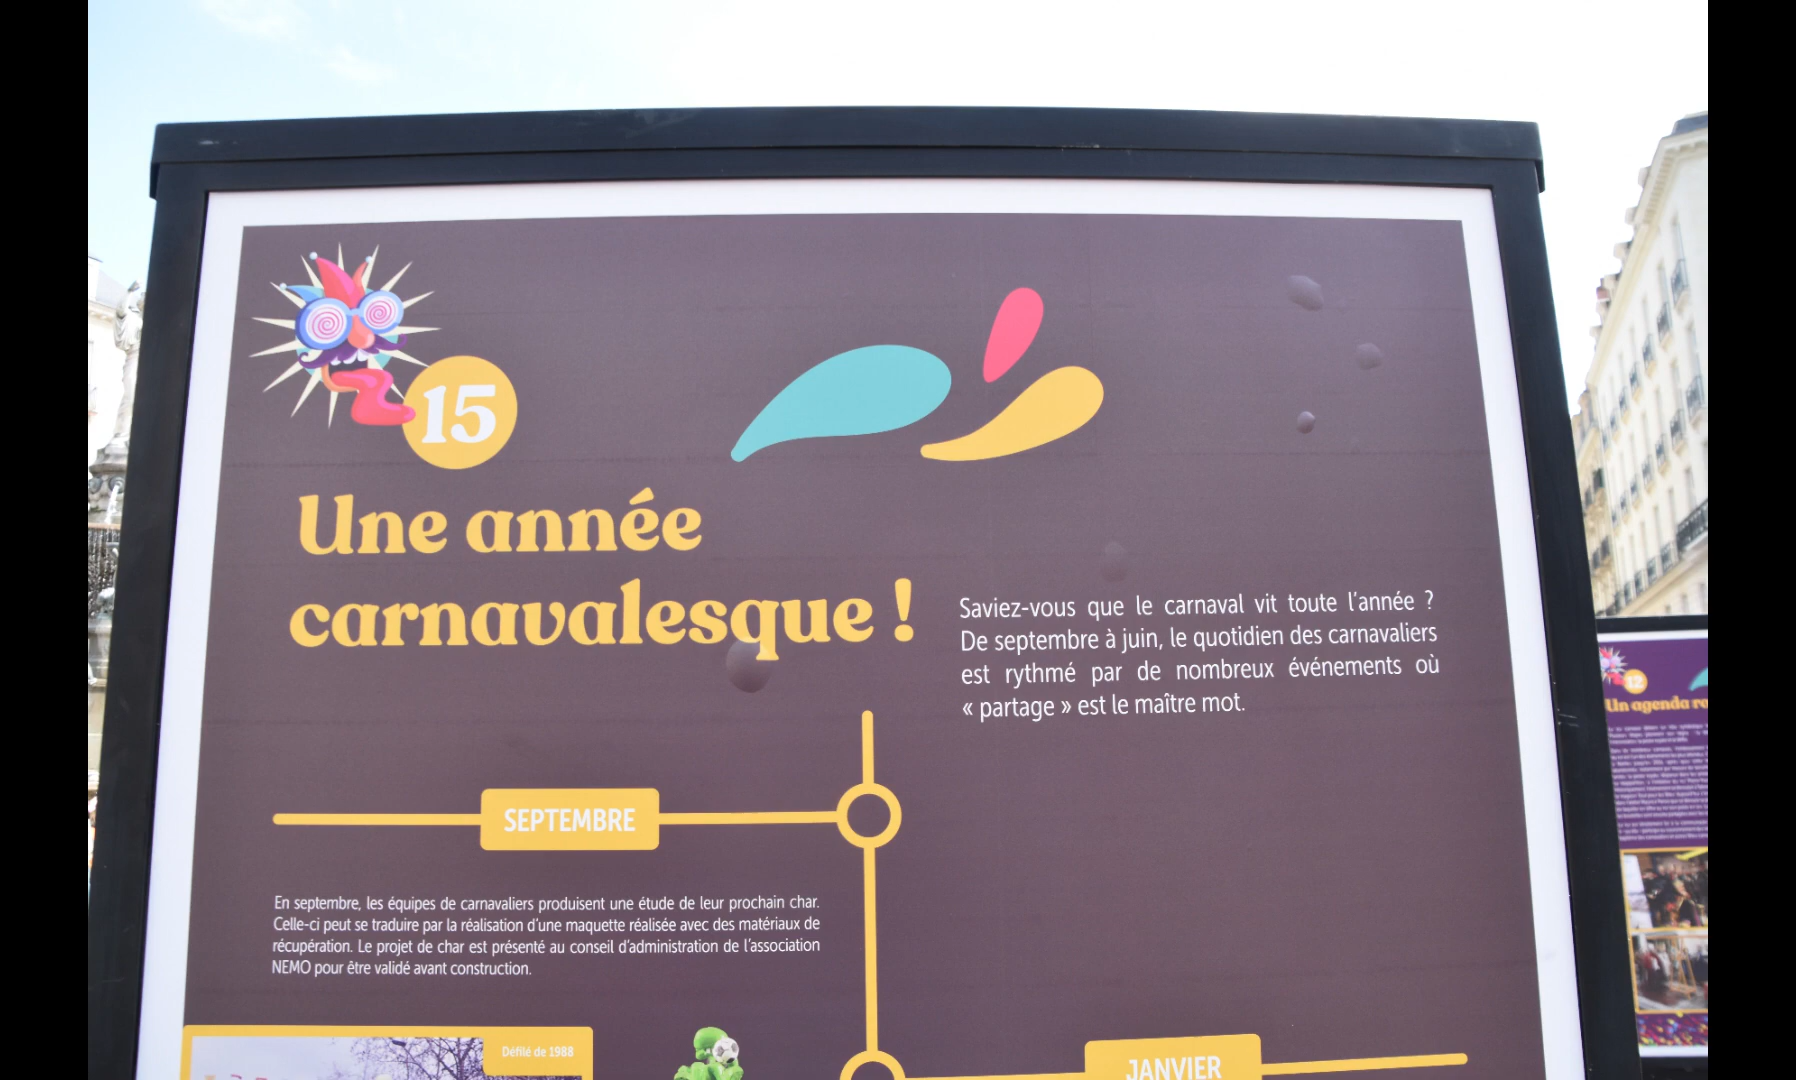 15
Une année
carnavalesque !
Saviez-vous que le carnaval vit toute l'année ?
De septembre à juin, le quotidien des carnavaliers
est rythmé par de nombreux événements où
« partage » est le maître mot.
SEPTEMBRE
En septembre, les équipes de carnavaliers produisent une étude de leur prochain char.
Celle-ci peut se traduire par la réalisation d'une maquette réalisée avec des matériaux de
récupération. Le projet de char est présenté au conseil d'administration de l'association
NEMO pour être validé avant construction.
Défilé de 1988
JANVIER
12
Un agenda